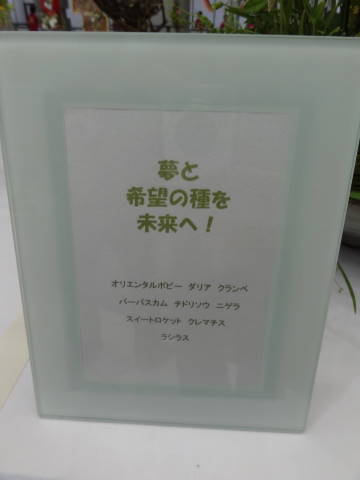 夢と
希望の種を
未来へ！
オリエンタルポピー ダリア クランベ
バーバスカム チドリソウ ニゲラ
スイートロケット クレマチス
ラシラス